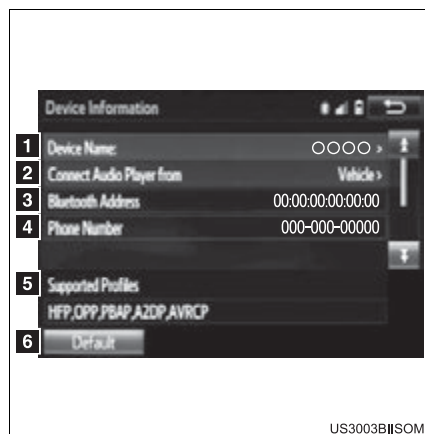 Device Information
1 Device Name: ○○○○ >
2 Connect Audio Player from Vehicle >
3 Bluetooth Address 00:00:00:00:00:00
4 Phone Number 000-000-00000
5 Supported Profiles
HFP,OPP,PBAP,A2DP,AVRCP
6 Default
US3003BⅡSOM